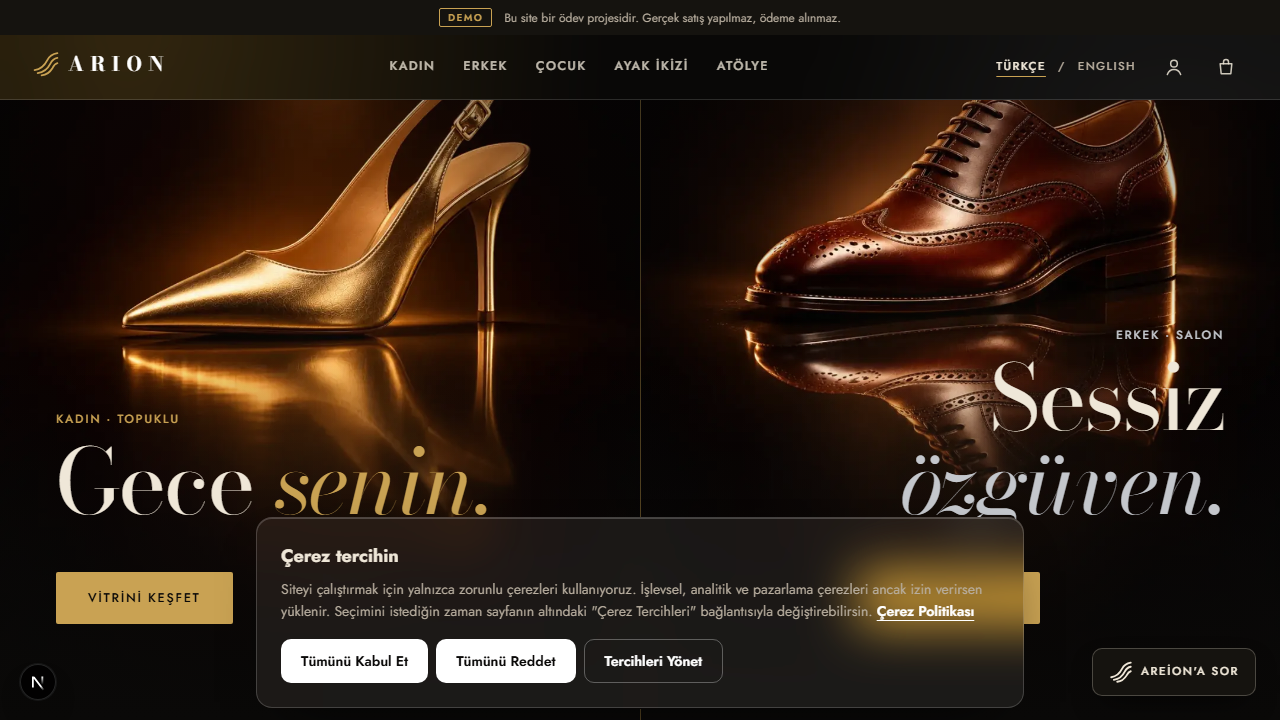 DEMO Bu site bir ödev projesidir. Gerçek satış yapılmaz, ödeme alınmaz.
ARION
KADIN ERKEK ÇOCUK AYAK İKİZİ ATÖLYE
TÜRKÇE / ENGLISH
KADIN · TOPUKLU
Gece senin.
VİTRİNİ KEŞFET
ERKEK · SALON
Sessiz
özgüven.
Çerez tercihin
Siteyi çalıştırmak için yalnızca zorunlu çerezleri kullanıyoruz. İşlevsel, analitik ve pazarlama çerezleri ancak izin verirsen
yüklenir. Seçimini istediğin zaman sayfanın altındaki "Çerez Tercihleri" bağlantısıyla değiştirebilirsin. Çerez Politikası
Tümünü Kabul Et Tümünü Reddet Tercihleri Yönet
N
AREİON'A SOR